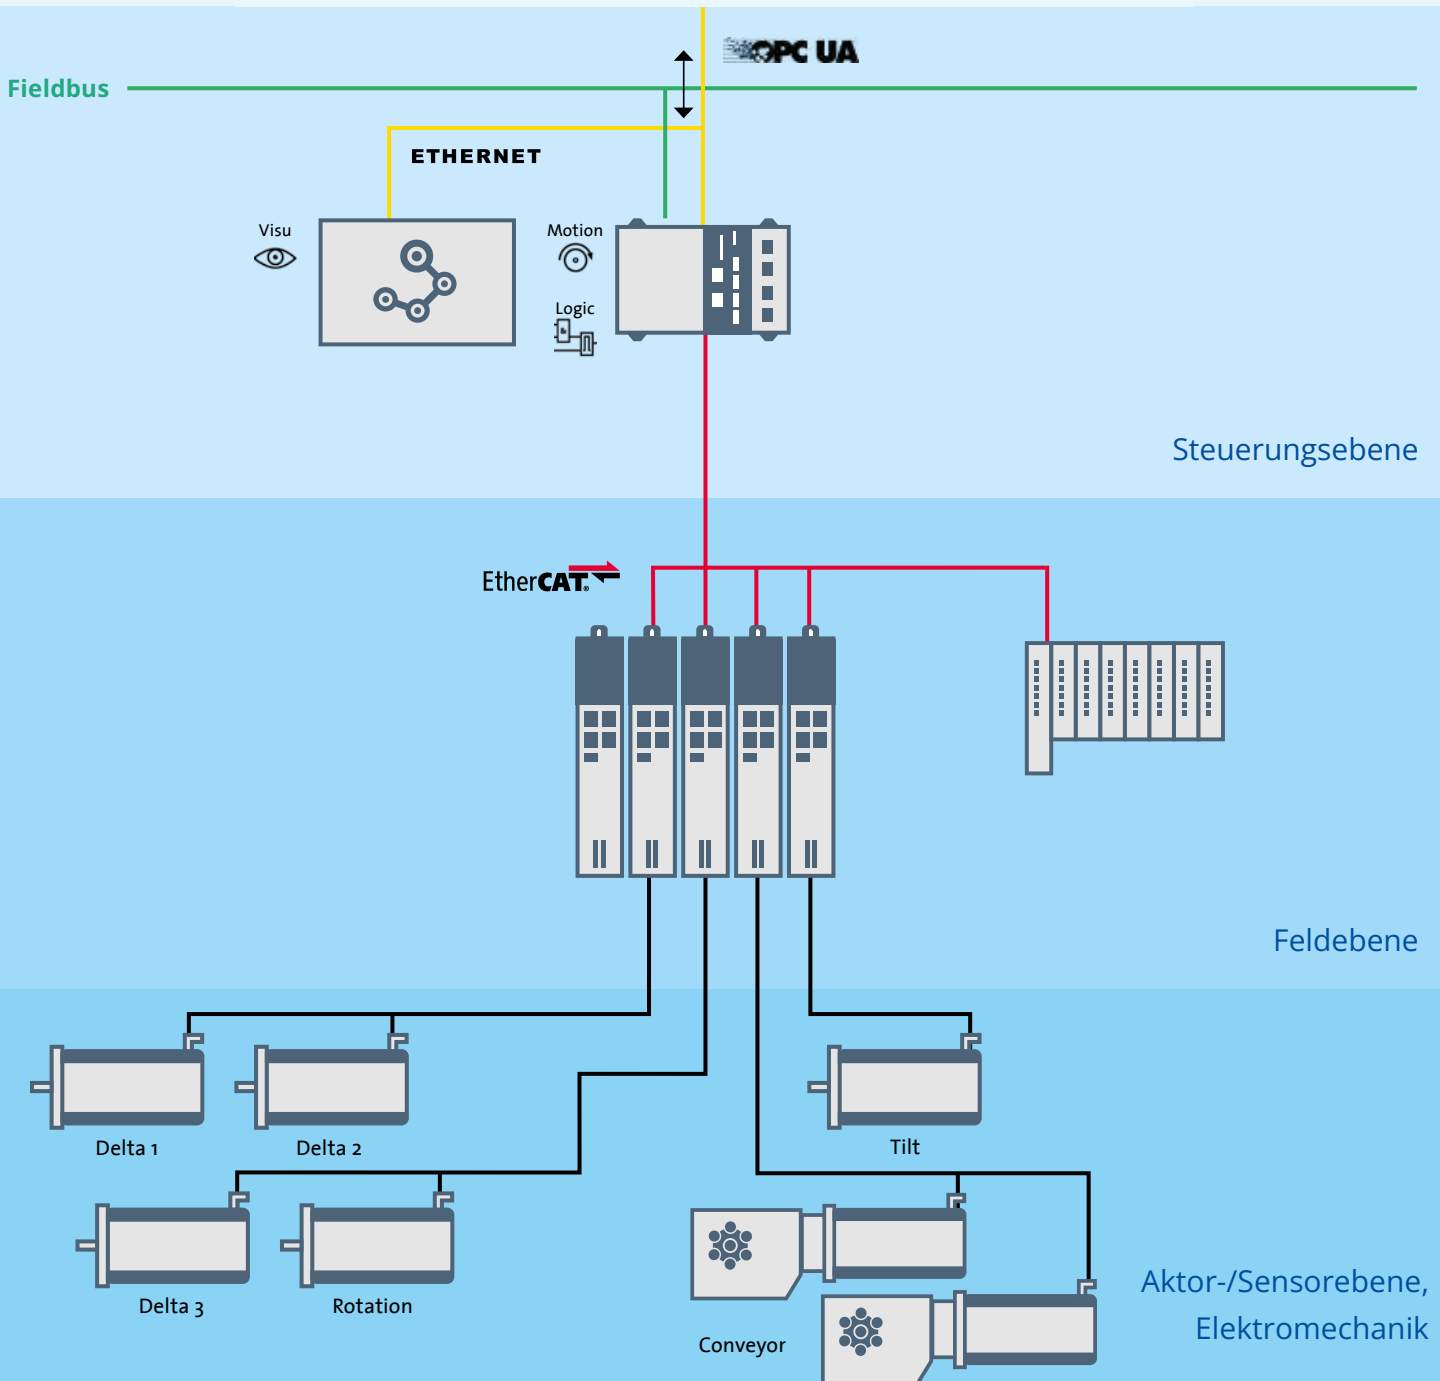 OPC UA
Fieldbus
ETHERNET
Visu
Motion
Logic
&
Steuerungsebene
EtherCAT®
Feldebene
Delta 1
Delta 2
Tilt
Delta 3
Rotation
Conveyor
Aktor-/Sensorebene,
Elektromechanik